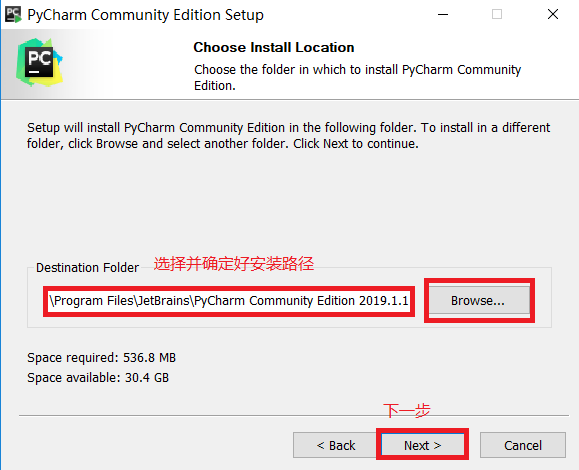 PyCharm Community Edition Setup
PC
Choose Install Location
Choose the folder in which to install PyCharm Community
Edition.
Setup will install PyCharm Community Edition in the following folder. To install in a different
folder, click Browse and select another folder. Click Next to continue.
选择并确定好安装路径
Destination Folder
\Program Files\JetBrains\PyCharm Community Edition 2019.1.1
Browse...
Space required: 536.8 MB
Space available: 30.4 GB
下一步
< Back
Next >
Cancel